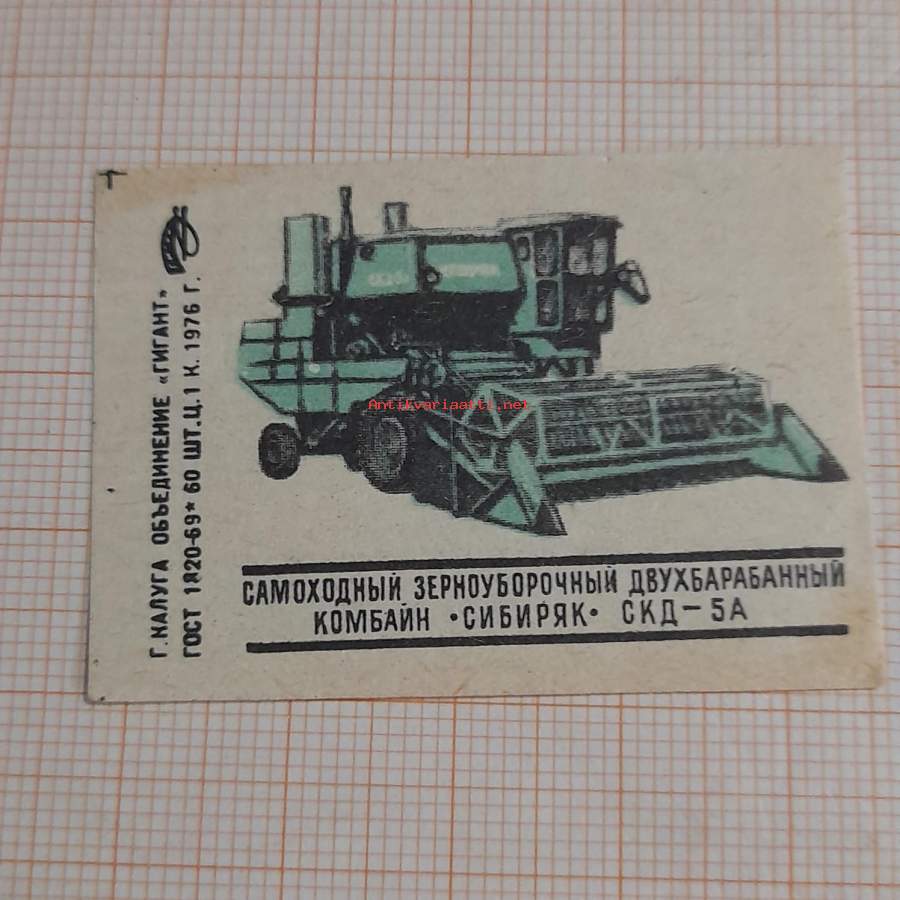 Г. КАЛУГА ОБЪЕДИНЕНИЕ «ГИГАНТ»
ГОСТ 1820-69* 60 ШТ. Ц. 1 К. 1976 Г.
Antikvariaatti.net
САМОХОДНЫЙ ЗЕРНОУБОРОЧНЫЙ ДВУХБАРАБАННЫЙ
КОМБАЙН •СИБИРЯК• СКД-5А